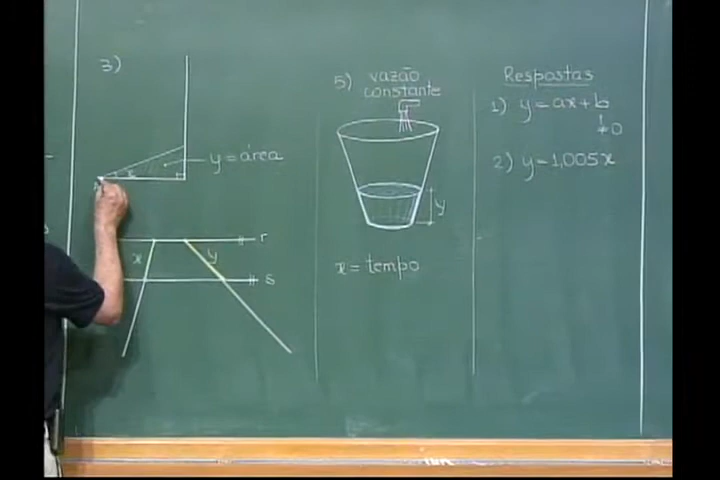 3)
y = área
r
x
y
s
5) vazão
constante
y
x = tempo
Respostas
1) y = ax + b
≠0
2) y = 1,005x